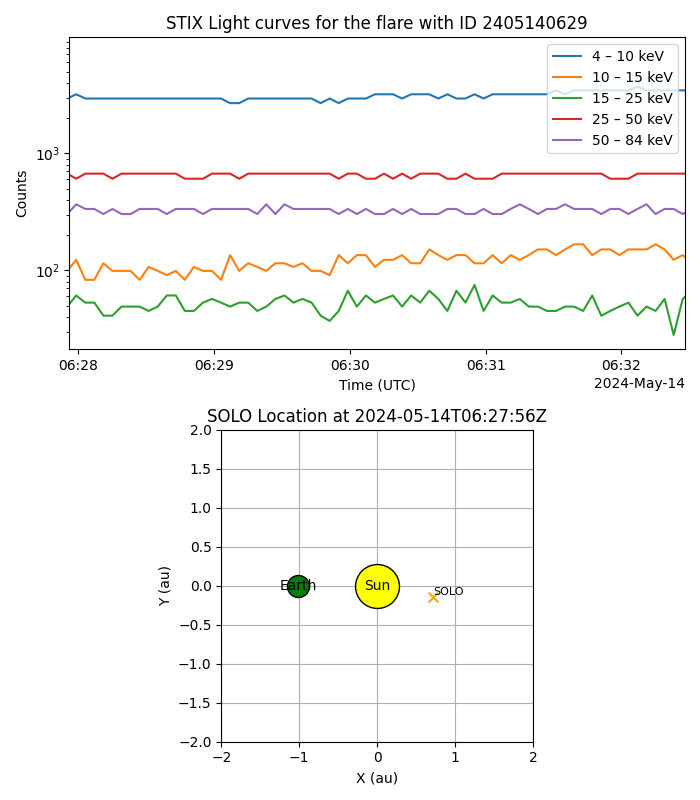 STIX Light curves for the flare with ID 2405140629
4 – 10 keV
10 – 15 keV
15 – 25 keV
25 – 50 keV
50 – 84 keV
10³
10²
Counts
06:28 06:29 06:30 06:31 06:32
Time (UTC)
2024-May-14
SOLO Location at 2024-05-14T06:27:56Z
2.0
1.5
1.0
0.5
0.0
−0.5
−1.0
−1.5
−2.0
Y (au)
Earth
Sun
SOLO
−2 −1 0 1 2
X (au)